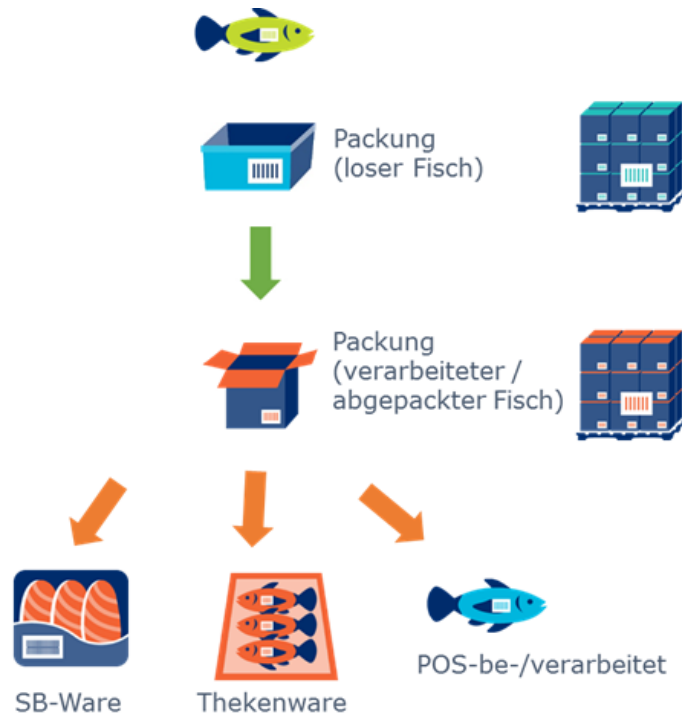 Packung
(loser Fisch)
Packung
(verarbeiteter /
abgepackter Fisch)
SB-Ware
Thekenware
POS-be-/verarbeitet